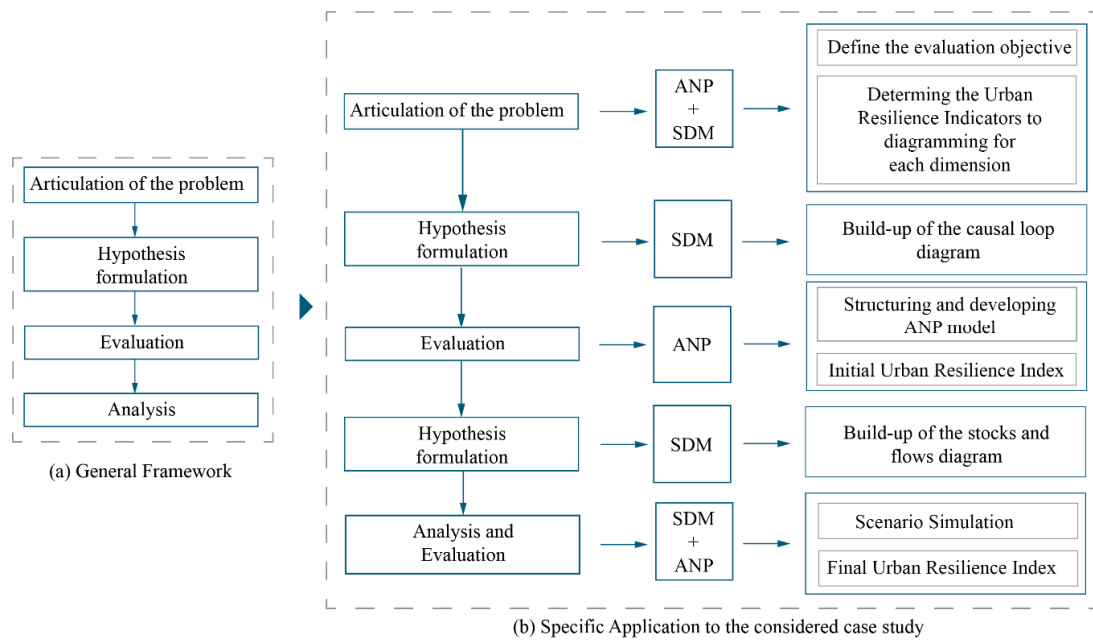 Articulation of the problem
Hypothesis
formulation
Evaluation
Analysis
(a) General Framework
Articulation of the problem
ANP
+
SDM
Define the evaluation objective
Determing the Urban
Resilience Indicators to
diagramming for
each dimension
Hypothesis
formulation
SDM
Build-up of the causal loop
diagram
Evaluation
ANP
Structuring and developing
ANP model
Initial Urban Resilience Index
Hypothesis
formulation
SDM
Build-up of the stocks and
flows diagram
Analysis and
Evaluation
SDM
+
ANP
Scenario Simulation
Final Urban Resilience Index
(b) Specific Application to the considered case study